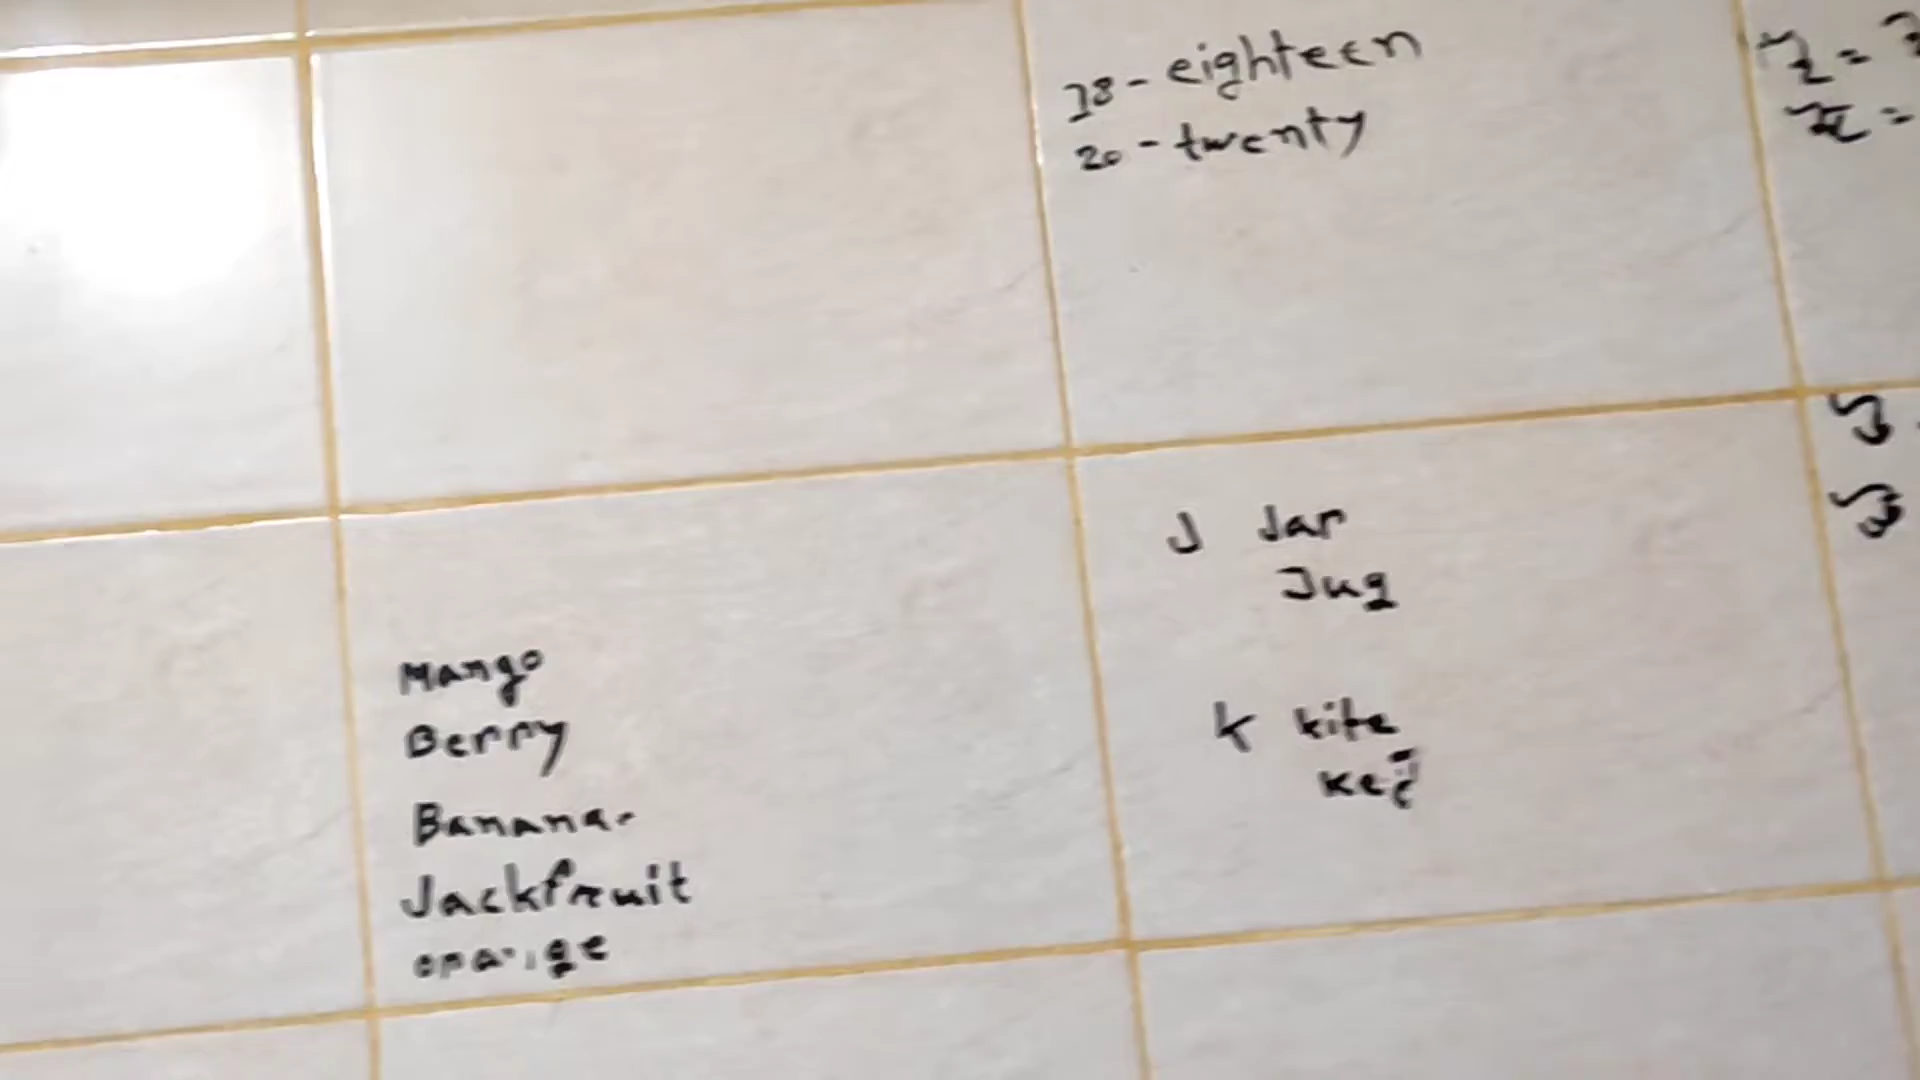 18 - eighteen
20 - twenty
J Jar
Jug
K kite
Mango
Berry
Banana
Jackfruit
orange